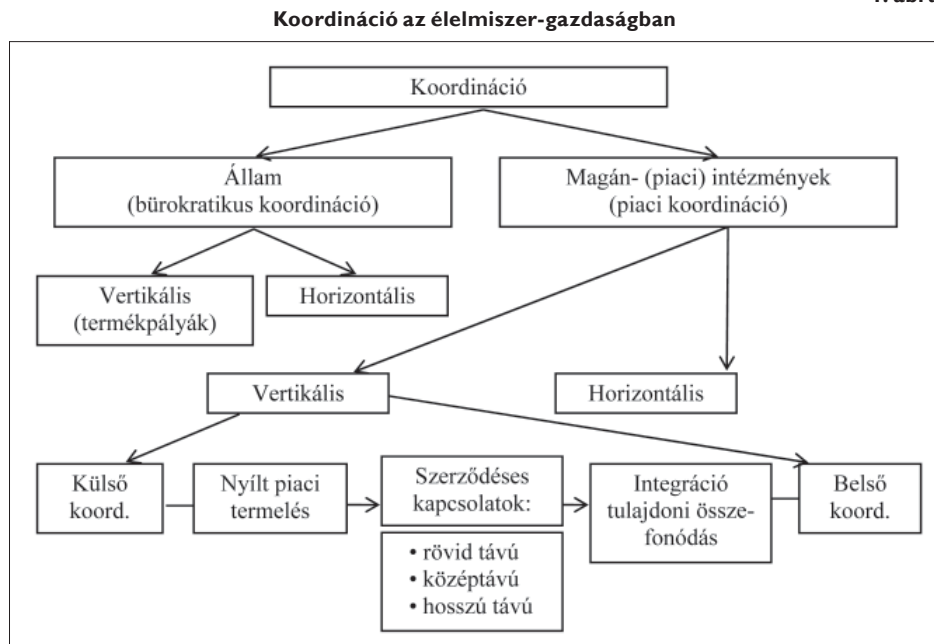 Koordináció az élelmiszer-gazdaságban
Koordináció
Állam
(bürokratikus koordináció)
Magán- (piaci) intézmények
(piaci koordináció)
Vertikális
(termékpályák)
Horizontális
Vertikális
Horizontális
Külső
koord.
Nyílt piaci
termelés
Szerződéses
kapcsolatok:
• rövid távú
• középtávú
• hosszú távú
Integráció
tulajdoni össze-
fonódás
Belső
koord.